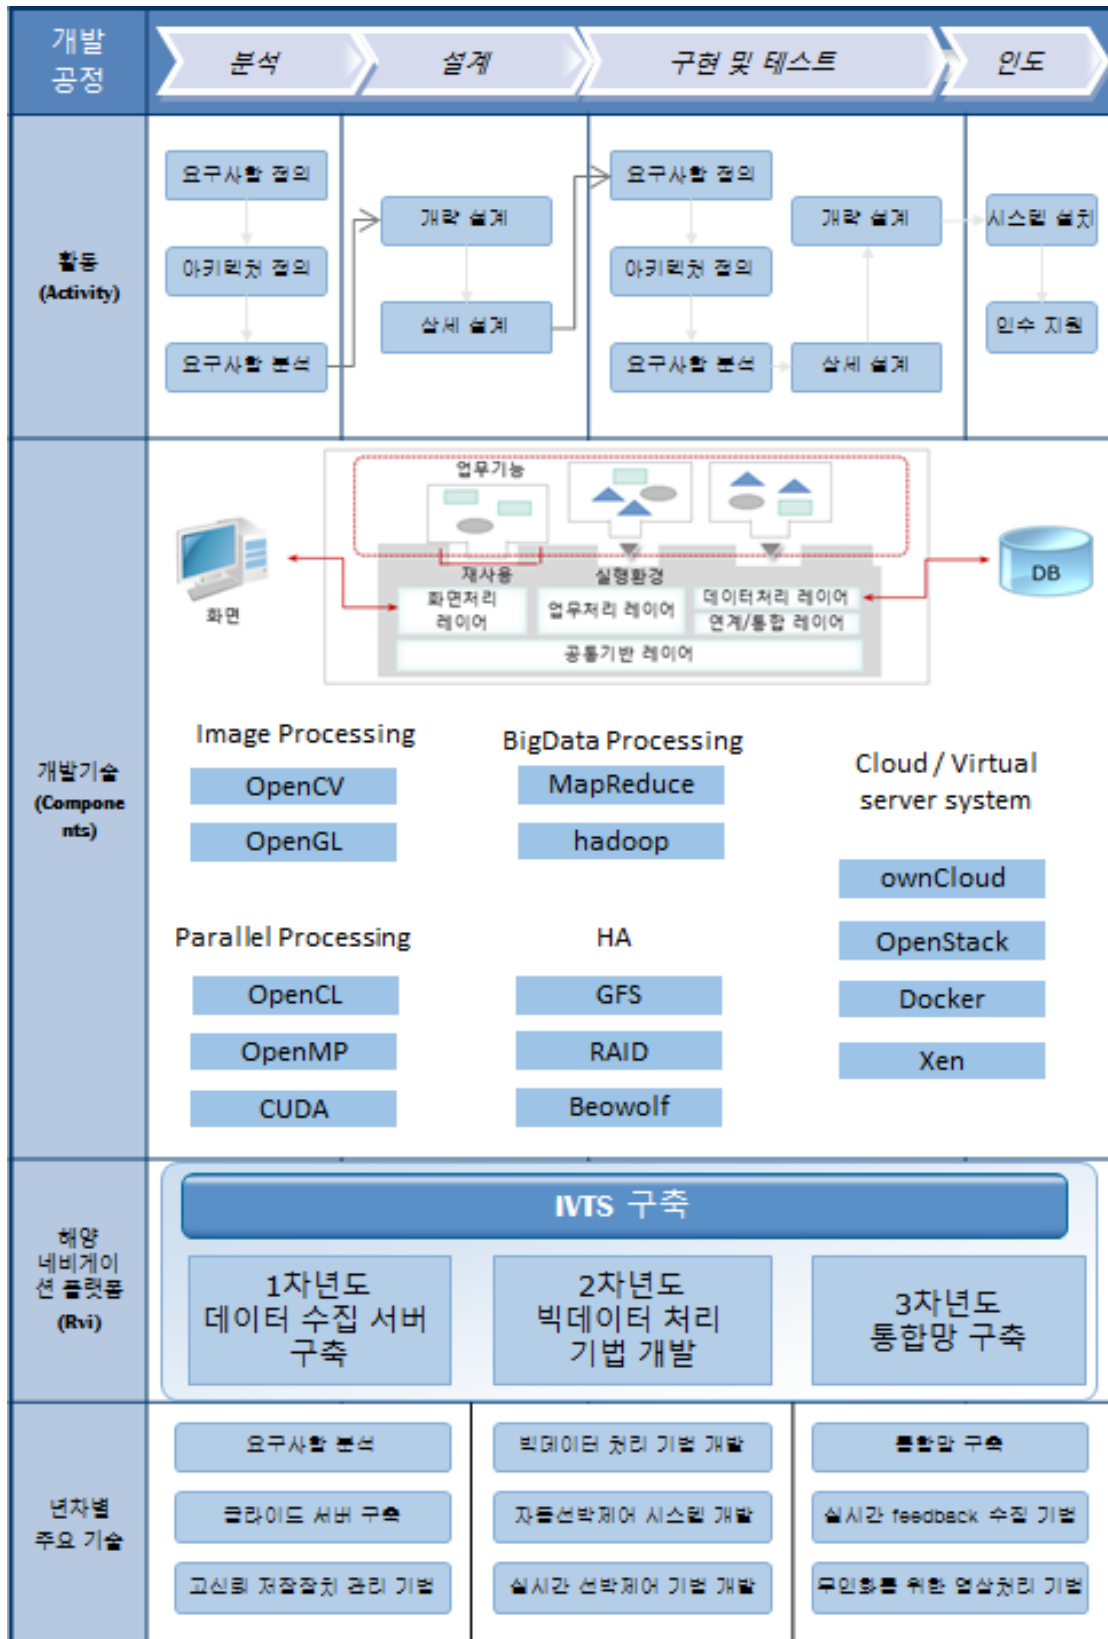 개발
공정
분석
설계
구현 및 테스트
인도
활동
(Activity)
요구사항 정의
아키텍처 정의
요구사항 분석
개략 설계
상세 설계
요구사항 정의
아키텍처 정의
요구사항 분석
개략 설계
상세 설계
시스템 설치
인수 지원
개발기술
(Compone
nts)
업무기능
화면
DB
재사용
실행환경
화면처리
레이어
업무처리 레이어
데이터처리 레이어
연계/통합 레이어
공통기반 레이어
Image Processing
OpenCV
OpenGL
BigData Processing
MapReduce
hadoop
Cloud / Virtual
server system
ownCloud
OpenStack
Docker
Xen
Parallel Processing
OpenCL
OpenMP
CUDA
HA
GFS
RAID
Beowolf
해양
네비게이
션 플랫폼
(Rvi)
IVTS 구축
1차년도
데이터 수집 서버
구축
2차년도
빅데이터 처리
기법 개발
3차년도
통합망 구축
년차별
주요 기술
요구사항 분석
클라이드 서버 구축
고신뢰 저장장치 관리 기법
빅데이터 처리 기법 개발
자동선박제어 시스템 개발
실시간 선박제어 기법 개발
통합망 구축
실시간 feedback 수집 기법
무인화를 위한 영상처리 기법